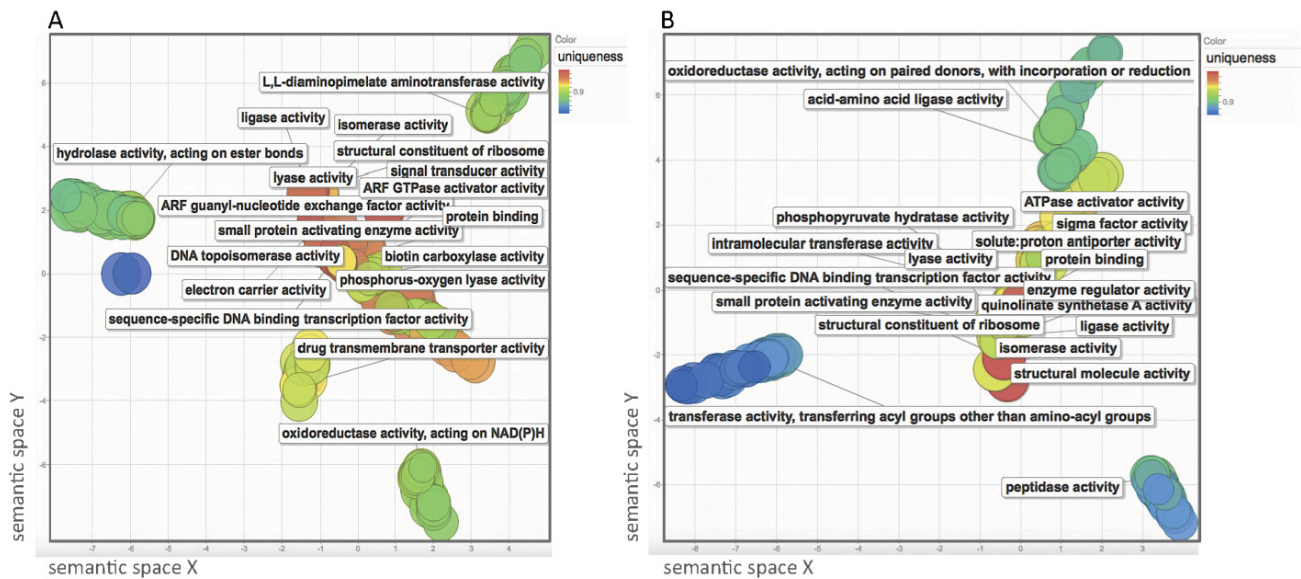 A
Color
uniqueness
0.9
L,L-diaminopimelate aminotransferase activity
ligase activity
isomerase activity
structural constituent of ribosome
hydrolase activity, acting on ester bonds
signal transducer activity
lyase activity
ARF GTPase activator activity
ARF guanyl-nucleotide exchange factor activity
protein binding
small protein activating enzyme activity
DNA topoisomerase activity
biotin carboxylase activity
phosphorus-oxygen lyase activity
electron carrier activity
sequence-specific DNA binding transcription factor activity
drug transmembrane transporter activity
oxidoreductase activity, acting on NAD(P)H
6
4
2
0
-2
-4
-6
-7 -6 -5 -4 -3 -2 -1 0 1 2 3 4
semantic space Y
semantic space X
B
Color
uniqueness
0.9
oxidoreductase activity, acting on paired donors, with incorporation or reduction
acid-amino acid ligase activity
ATPase activator activity
phosphopyruvate hydratase activity
sigma factor activity
intramolecular transferase activity
solute:proton antiporter activity
lyase activity
protein binding
sequence-specific DNA binding transcription factor activity
enzyme regulator activity
small protein activating enzyme activity
quinolinate synthetase A activity
structural constituent of ribosome
ligase activity
isomerase activity
structural molecule activity
transferase activity, transferring acyl groups other than amino-acyl groups
peptidase activity
6
4
2
0
-2
-4
-6
-8 -6 -5 -3 -2 0 2 3
semantic space Y
semantic space X